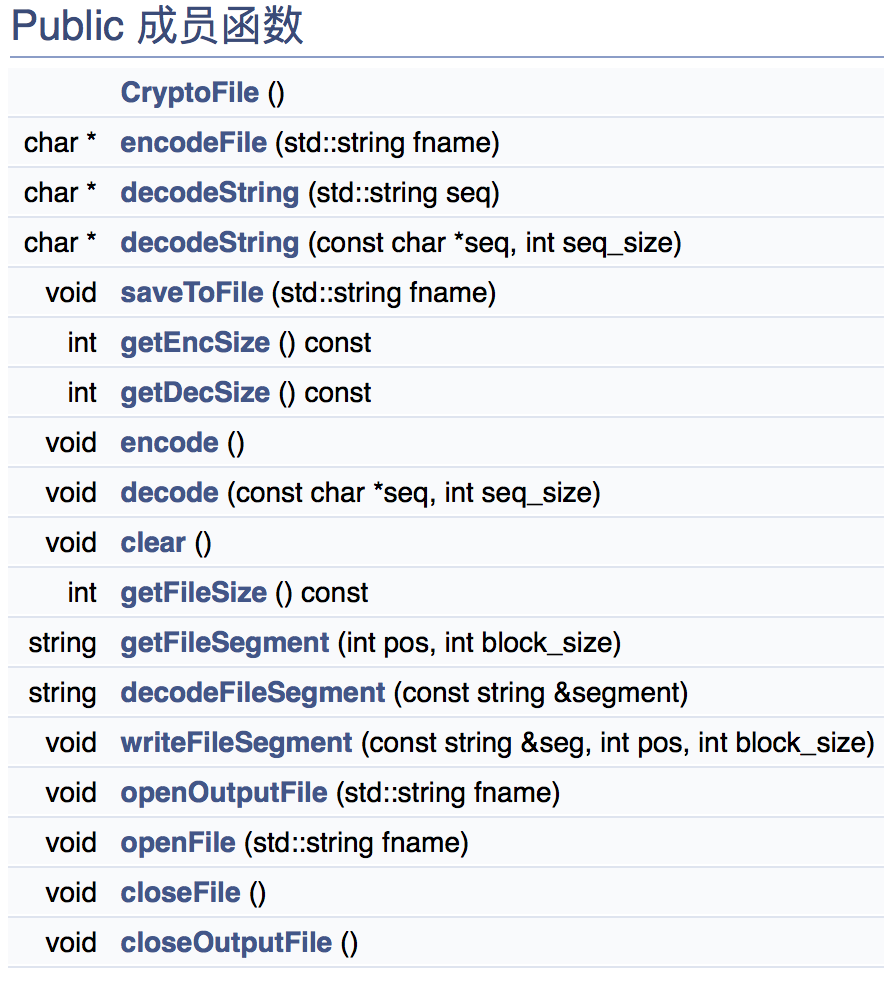 Public 成员函数
CryptoFile ()
char * encodeFile (std::string fname)
char * decodeString (std::string seq)
char * decodeString (const char *seq, int seq_size)
void saveToFile (std::string fname)
int getEncSize () const
int getDecSize () const
void encode ()
void decode (const char *seq, int seq_size)
void clear ()
int getFileSize () const
string getFileSegment (int pos, int block_size)
string decodeFileSegment (const string &segment)
void writeFileSegment (const string &seg, int pos, int block_size)
void openOutputFile (std::string fname)
void openFile (std::string fname)
void closeFile ()
void closeOutputFile ()